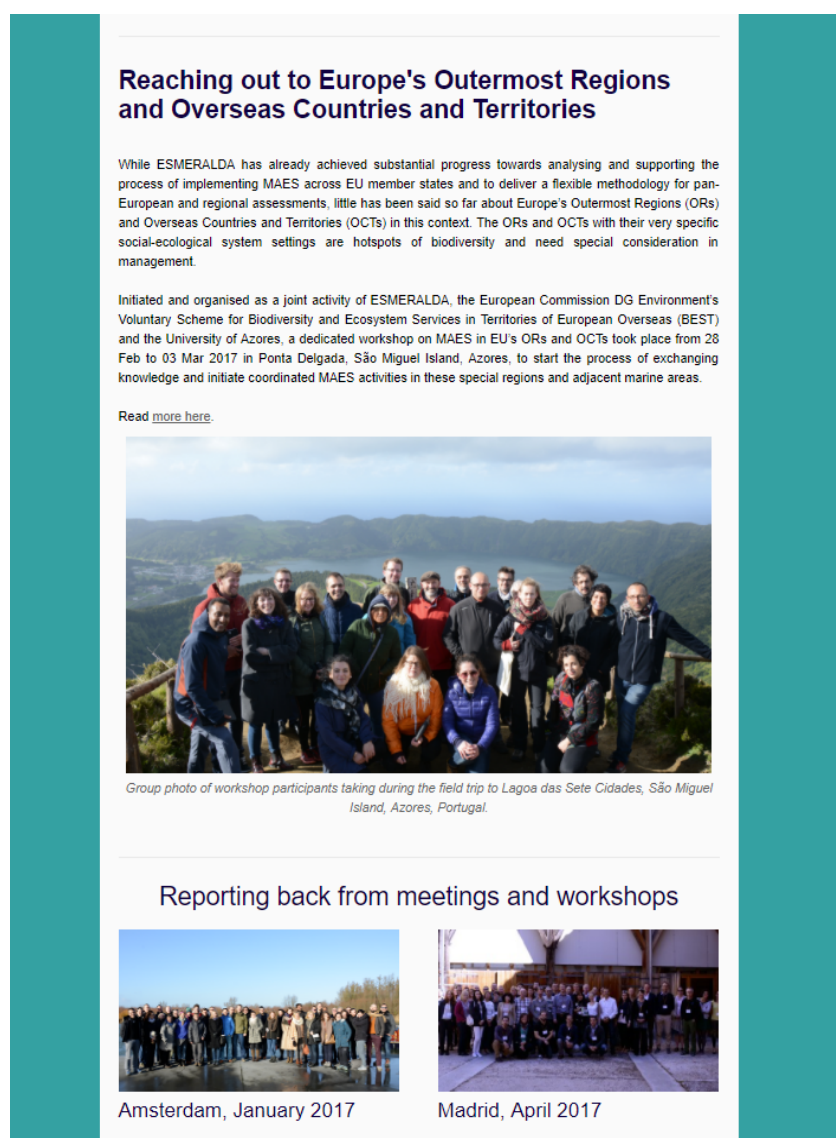 Reaching out to Europe's Outermost Regions
and Overseas Countries and Territories
While ESMERALDA has already achieved substantial progress towards analysing and supporting the
process of implementing MAES across EU member states and to deliver a flexible methodology for pan-
European and regional assessments, little has been said so far about Europe's Outermost Regions (ORs)
and Overseas Countries and Territories (OCTs) in this context. The ORs and OCTs with their very specific
social-ecological system settings are hotspots of biodiversity and need special consideration in
management.
Initiated and organised as a joint activity of ESMERALDA, the European Commission DG Environment's
Voluntary Scheme for Biodiversity and Ecosystem Services in Territories of European Overseas (BEST)
and the University of Azores, a dedicated workshop on MAES in EU's ORs and OCTs took place from 28
Feb to 03 Mar 2017 in Ponta Delgada, São Miguel Island, Azores, to start the process of exchanging
knowledge and initiate coordinated MAES activities in these special regions and adjacent marine areas.
Read more here.
Group photo of workshop participants taking during the field trip to Lagoa das Sete Cidades, São Miguel
Island, Azores, Portugal.
Reporting back from meetings and workshops
Amsterdam, January 2017
Madrid, April 2017